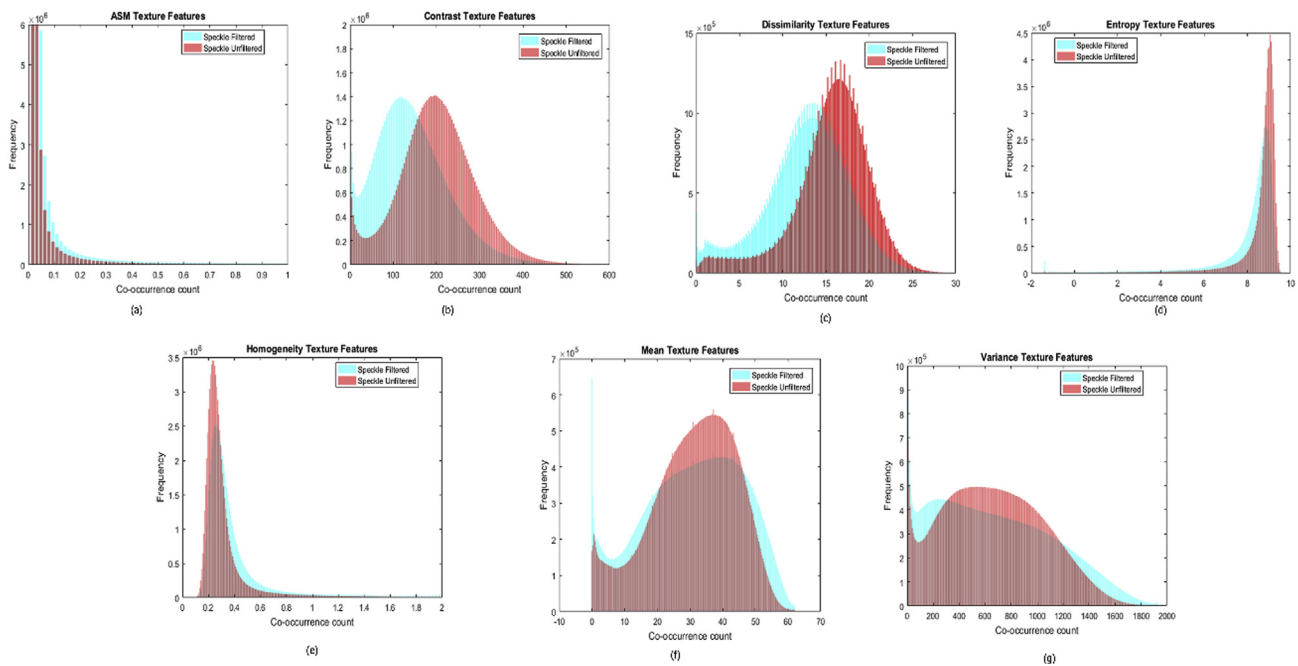 ASM Texture Features
×10⁶
Speckle Filtered
Speckle Unfiltered
6
5
4
3
2
1
0
Frequency
0 0.1 0.2 0.3 0.4 0.5 0.6 0.7 0.8 0.9 1
Co-occurrence count
(a)
Contrast Texture Features
×10⁶
Speckle Filtered
Speckle Unfiltered
2
1.8
1.6
1.4
1.2
1
0.8
0.6
0.4
0.2
0
Frequency
0 100 200 300 400 500 600
Co-occurrence count
(b)
Dissimilarity Texture Features
×10⁵
Speckle Filtered
Speckle Unfiltered
15
10
5
0
Frequency
0 5 10 15 20 25 30
Co-occurrence count
(c)
Entropy Texture Features
×10⁶
Speckle Filtered
Speckle Unfiltered
4.5
4
3.5
3
2.5
2
1.5
1
0.5
0
Frequency
-2 0 2 4 6 8 10
Co-occurrence count
(d)
Homogeneity Texture Features
×10⁶
Speckle Filtered
Speckle Unfiltered
3.5
3
2.5
2
1.5
1
0.5
0
Frequency
0 0.2 0.4 0.6 0.8 1 1.2 1.4 1.6 1.8 2
Co-occurrence count
(e)
Mean Texture Features
×10⁵
Speckle Filtered
Speckle Unfiltered
7
6
5
4
3
2
1
0
Frequency
-10 0 10 20 30 40 50 60 70
Co-occurrence count
(f)
Variance Texture Features
×10⁵
Speckle Filtered
Speckle Unfiltered
10
9
8
7
6
5
4
3
2
1
0
Frequency
0 200 400 600 800 1000 1200 1400 1600 1800 2000
Co-occurrence count
(g)